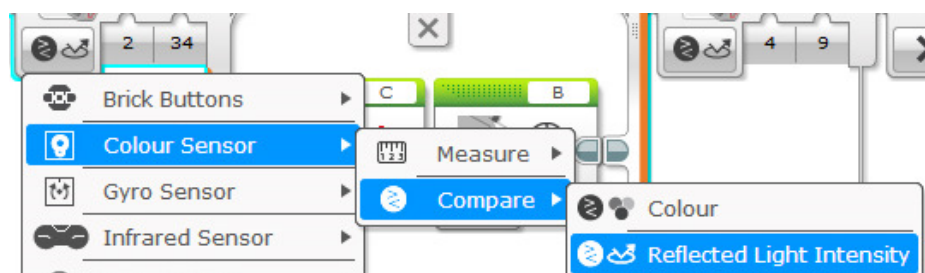 2 34
4 9
Brick Buttons
C
B
Colour Sensor
Measure
Gyro Sensor
Compare
Colour
Infrared Sensor
Reflected Light Intensity